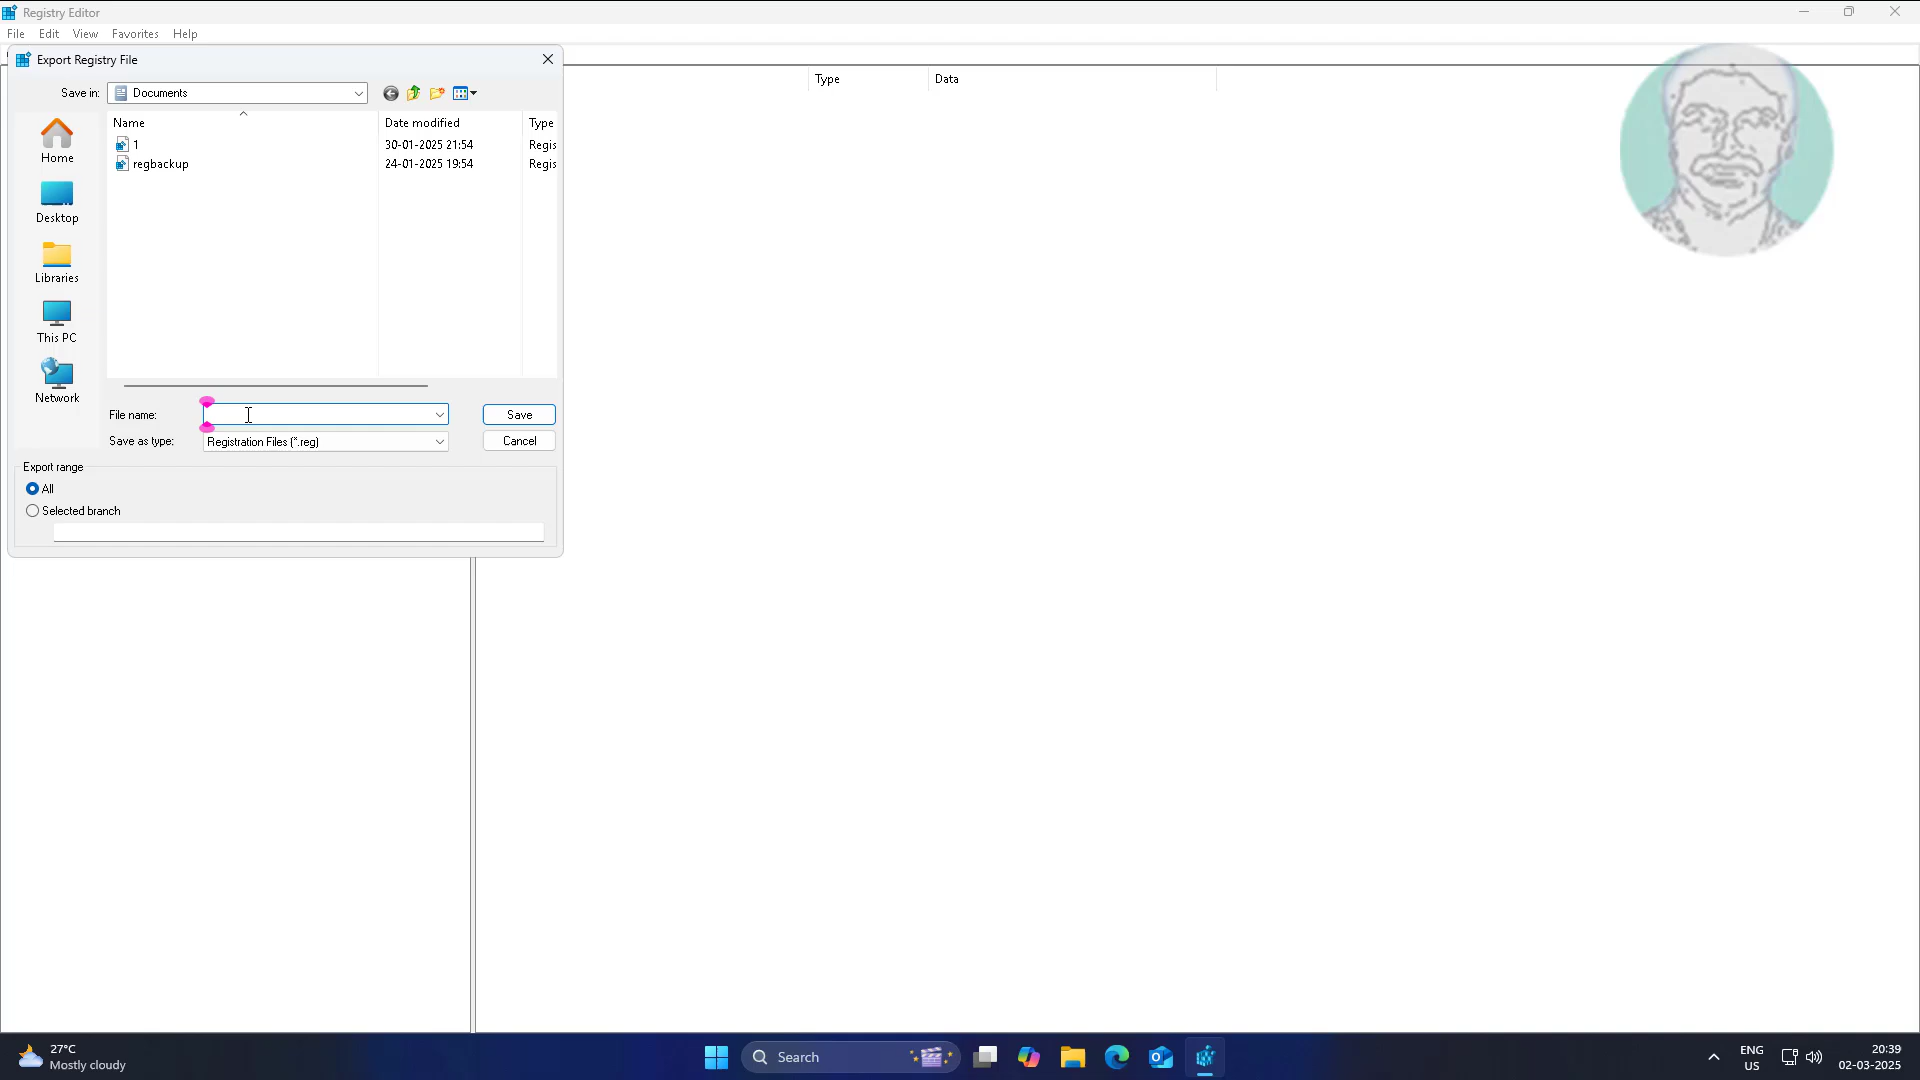 Registry Editor
File Edit View Favorites Help
Export Registry File
Type Data
Save in: Documents
Name Date modified Type
1 30-01-2025 21:54 Regis
regbackup 24-01-2025 19:54 Regis
Home
Desktop
Libraries
This PC
Network
File name: Save
Save as type: Registration Files (*.reg) Cancel
Export range
All
Selected branch
27°C
Mostly cloudy
Search
ENG
US
20:39
02-03-2025